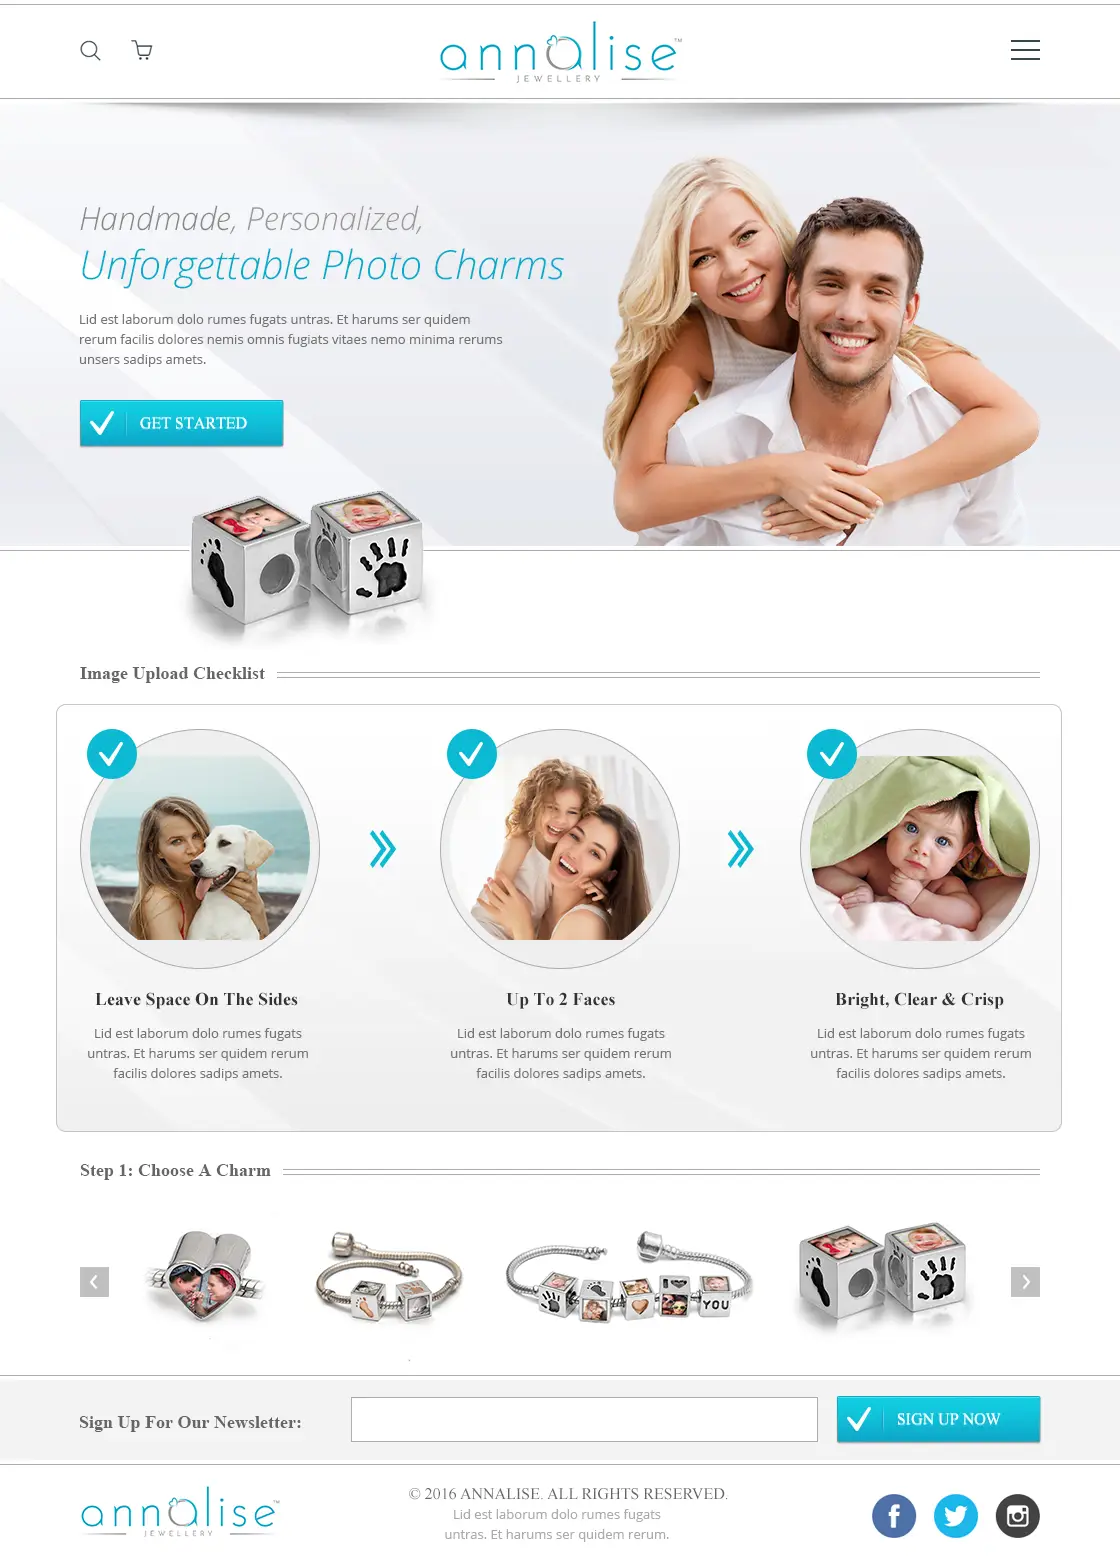 annalise™
JEWELLERY
Handmade, Personalized,
Unforgettable Photo Charms
Lid est laborum dolo rumes fugats untras. Et harums ser quidem
rerum facilis dolores nemis omnis fugiats vitaes nemo minima rerums
unsers sadips amets.
GET STARTED
Image Upload Checklist
Leave Space On The Sides
Lid est laborum dolo rumes fugats
untras. Et harums ser quidem rerum
facilis dolores sadips amets.
Up To 2 Faces
Lid est laborum dolo rumes fugats
untras. Et harums ser quidem rerum
facilis dolores sadips amets.
Bright, Clear & Crisp
Lid est laborum dolo rumes fugats
untras. Et harums ser quidem rerum
facilis dolores sadips amets.
Step 1: Choose A Charm
I
YOU
Sign Up For Our Newsletter:
SIGN UP NOW
annalise™
JEWELLERY
© 2016 ANNALISE. ALL RIGHTS RESERVED.
Lid est laborum dolo rumes fugats
untras. Et harums ser quidem rerum.
f